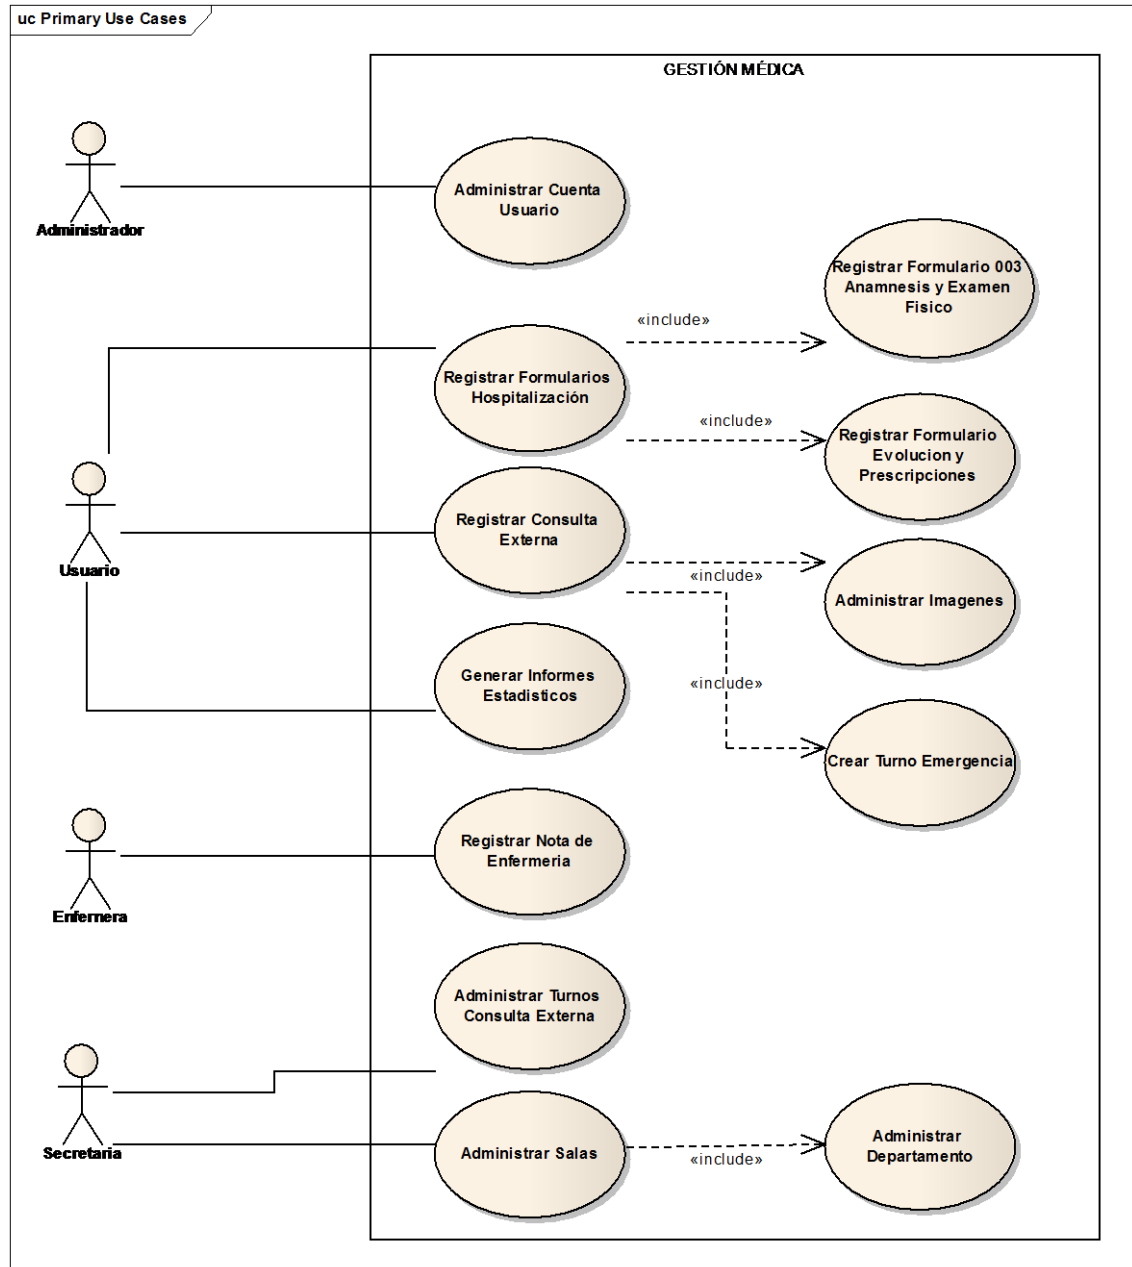 uc Primary Use Cases
GESTIÓN MÉDICA
Administrador
Administrar Cuenta
Usuario
Registrar Formulario 003
Anamnesis y Examen
Fisico
«include»
Registrar Formularios
Hospitalización
«include»
Registrar Formulario
Evolucion y
Prescripciones
Usuario
Registrar Consulta
Externa
«include»
Administrar Imagenes
Generar Informes
Estadisticos
«include»
Crear Turno Emergencia
Enfernera
Registrar Nota de
Enfermeria
Administrar Turnos
Consulta Externa
Secretaria
Administrar Salas
«include»
Administrar
Departamento